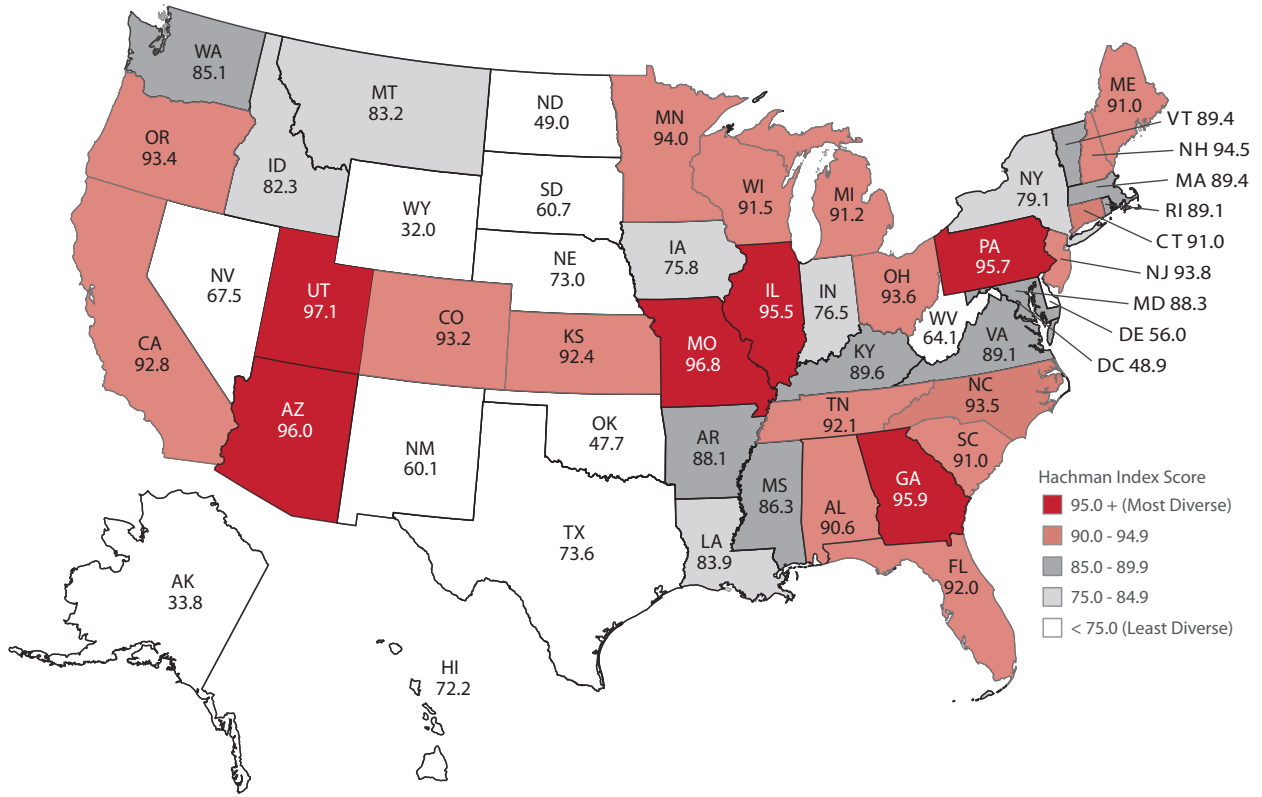 WA
85.1
MT
83.2
ND
49.0
MN
94.0
ME
91.0
VT 89.4
OR
93.4
ID
82.3
NH 94.5
SD
60.7
WI
91.5
MI
91.2
NY
79.1
MA 89.4
WY
32.0
RI 89.1
CT 91.0
IA
75.8
PA
95.7
NE
73.0
NV
67.5
NJ 93.8
OH
93.6
UT
97.1
IL
95.5
IN
76.5
MD 88.3
CO
93.2
WV
64.1
DE 56.0
KS
92.4
MO
96.8
VA
89.1
CA
92.8
KY
89.6
DC 48.9
NC
93.5
TN
92.1
AZ
96.0
OK
47.7
AR
88.1
SC
91.0
NM
60.1
GA
95.9
MS
86.3
AL
90.6
TX
73.6
LA
83.9
FL
92.0
AK
33.8
HI
72.2
Hachman Index Score
95.0 + (Most Diverse)
90.0 - 94.9
85.0 - 89.9
75.0 - 84.9
< 75.0 (Least Diverse)